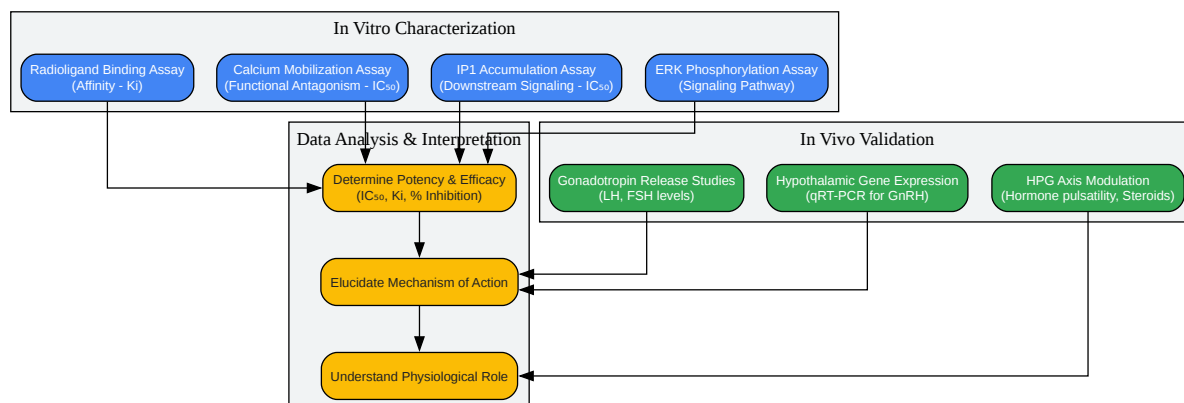 In Vitro Characterization
Radioligand Binding Assay
(Affinity - Ki)
Calcium Mobilization Assay
(Functional Antagonism - IC₅₀)
IP1 Accumulation Assay
(Downstream Signaling - IC₅₀)
ERK Phosphorylation Assay
(Signaling Pathway)
Data Analysis & Interpretation
Determine Potency & Efficacy
(IC₅₀, Ki, % Inhibition)
Elucidate Mechanism of Action
Understand Physiological Role
In Vivo Validation
Gonadotropin Release Studies
(LH, FSH levels)
Hypothalamic Gene Expression
(qRT-PCR for GnRH)
HPG Axis Modulation
(Hormone pulsatility, Steroids)